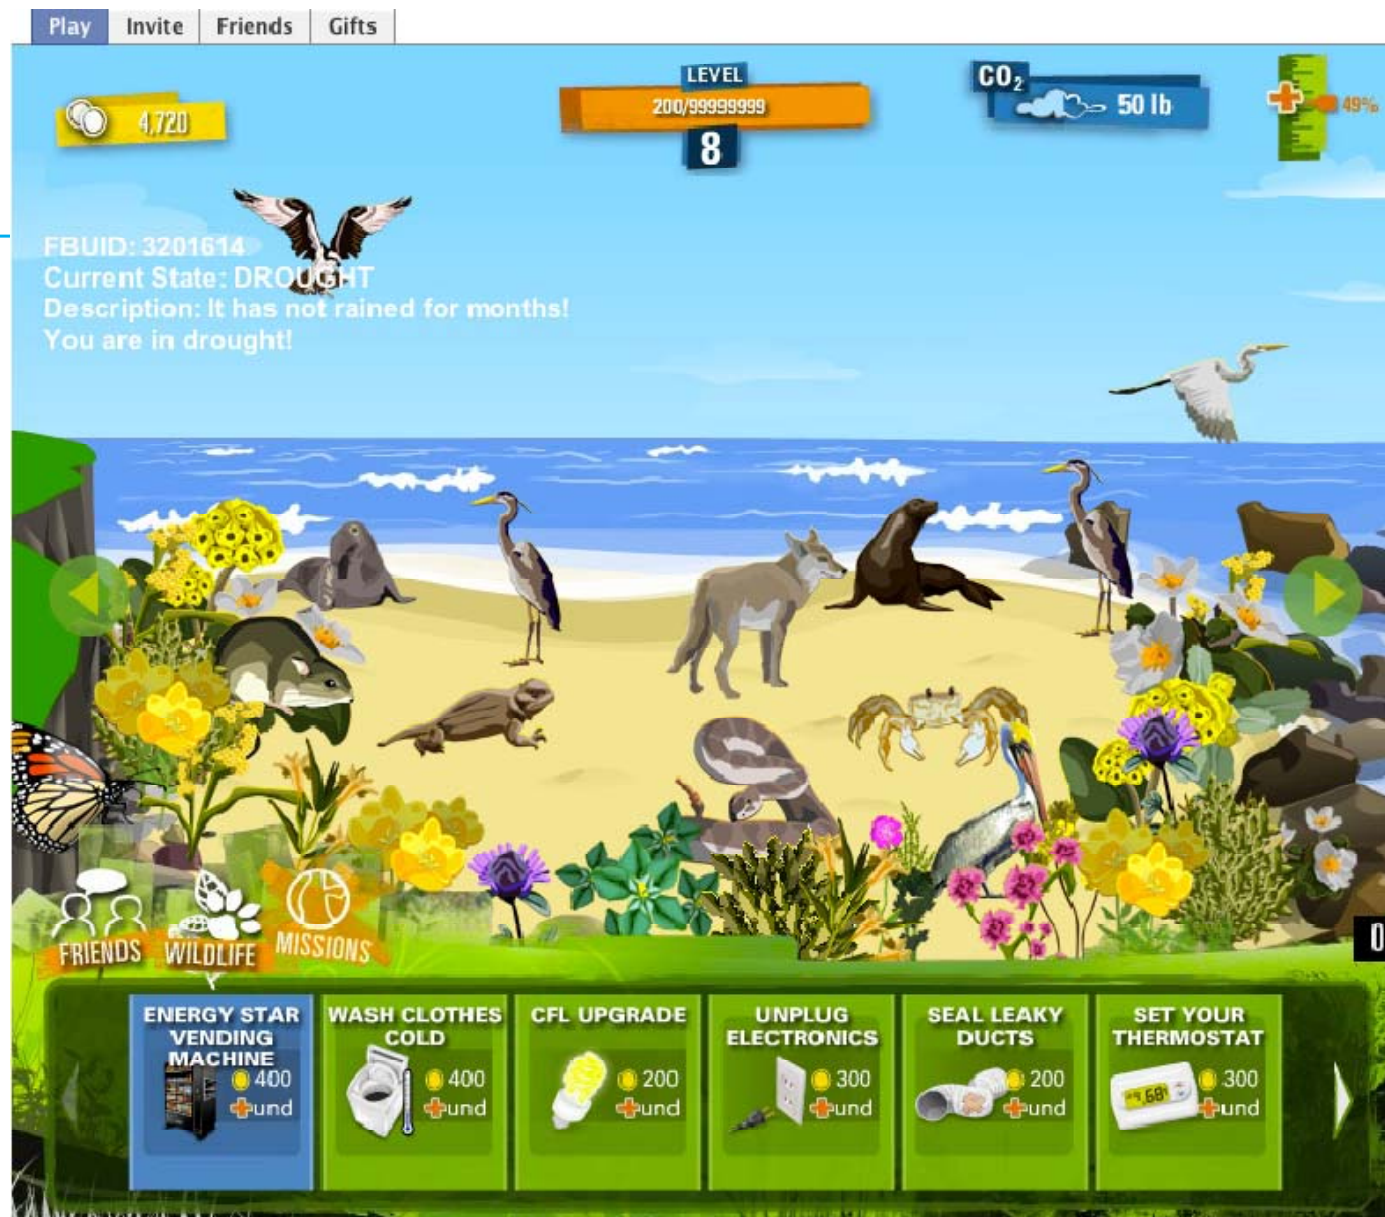 Play Invite Friends Gifts
4,720
LEVEL
200/99999999
8
CO2
50 lb
49%
FBUID: 3201614
Current State: DROUGHT
Description: It has not rained for months!
You are in drought!
FRIENDS
WILDLIFE
MISSIONS
0
ENERGY STAR
VENDING
MACHINE
400
+und
WASH CLOTHES
COLD
400
+und
CFL UPGRADE
200
+und
UNPLUG
ELECTRONICS
300
+und
SEAL LEAKY
DUCTS
200
+und
SET YOUR
THERMOSTAT
68°
300
+und